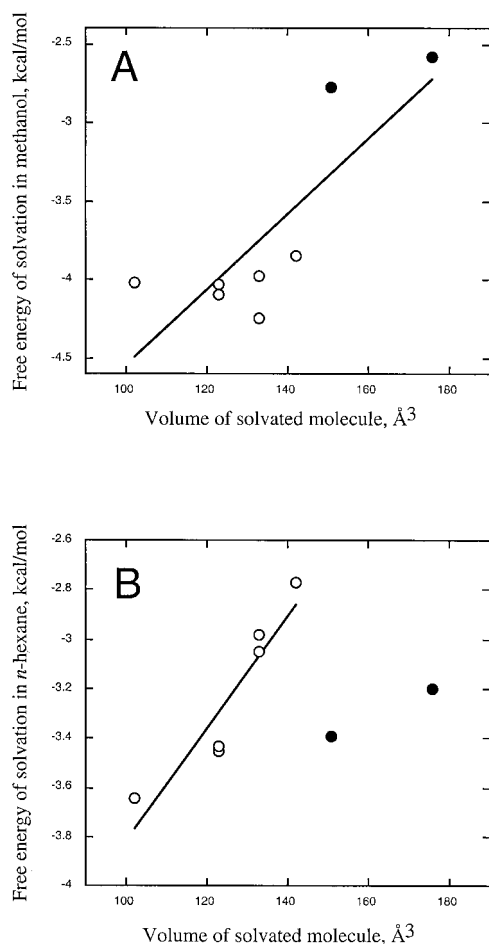 A
Free energy of solvation in methanol, kcal/mol
-2.5
-3
-3.5
-4
-4.5
100 120 140 160 180
Volume of solvated molecule, Å3
B
Free energy of solvation in n-hexane, kcal/mol
-2.6
-2.8
-3
-3.2
-3.4
-3.6
-3.8
-4
100 120 140 160 180
Volume of solvated molecule, Å3